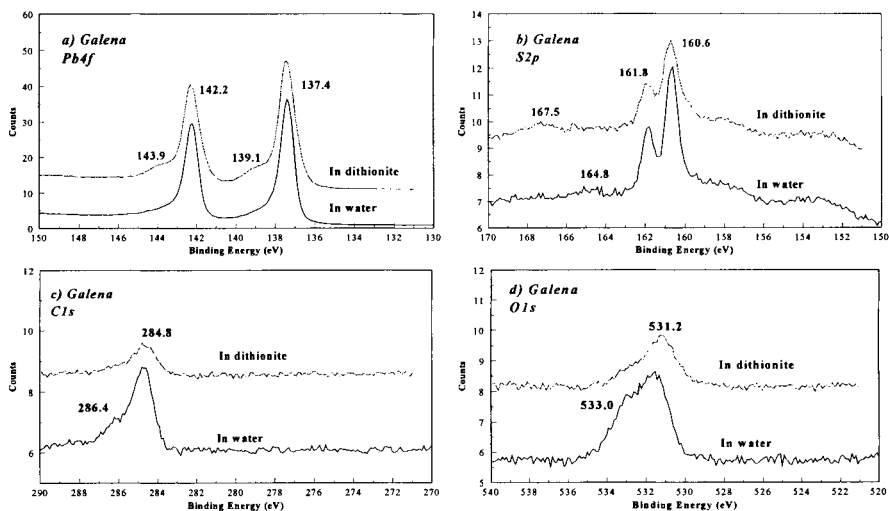 a) Galena
Pb4f
Counts
60
50
40
30
20
10
0
143.9
142.2
139.1
137.4
In dithionite
In water
150 148 146 144 142 140 138 136 134 132 130
Binding Energy (eV)
b) Galena
S2p
Counts
14
13
12
11
10
9
8
7
6
167.5
164.8
161.8
160.6
In dithionite
In water
170 168 166 164 162 160 158 156 154 152 150
Binding Energy (eV)
c) Galena
C1s
Counts
12
10
8
6
286.4
284.8
In dithionite
In water
290 288 286 284 282 280 278 276 274 272 270
Binding Energy (eV)
d) Galena
O1s
Counts
12
11
10
9
8
7
6
5
533.0
531.2
In dithionite
In water
540 538 536 534 532 530 528 526 524 522 520
Binding Energy (eV)